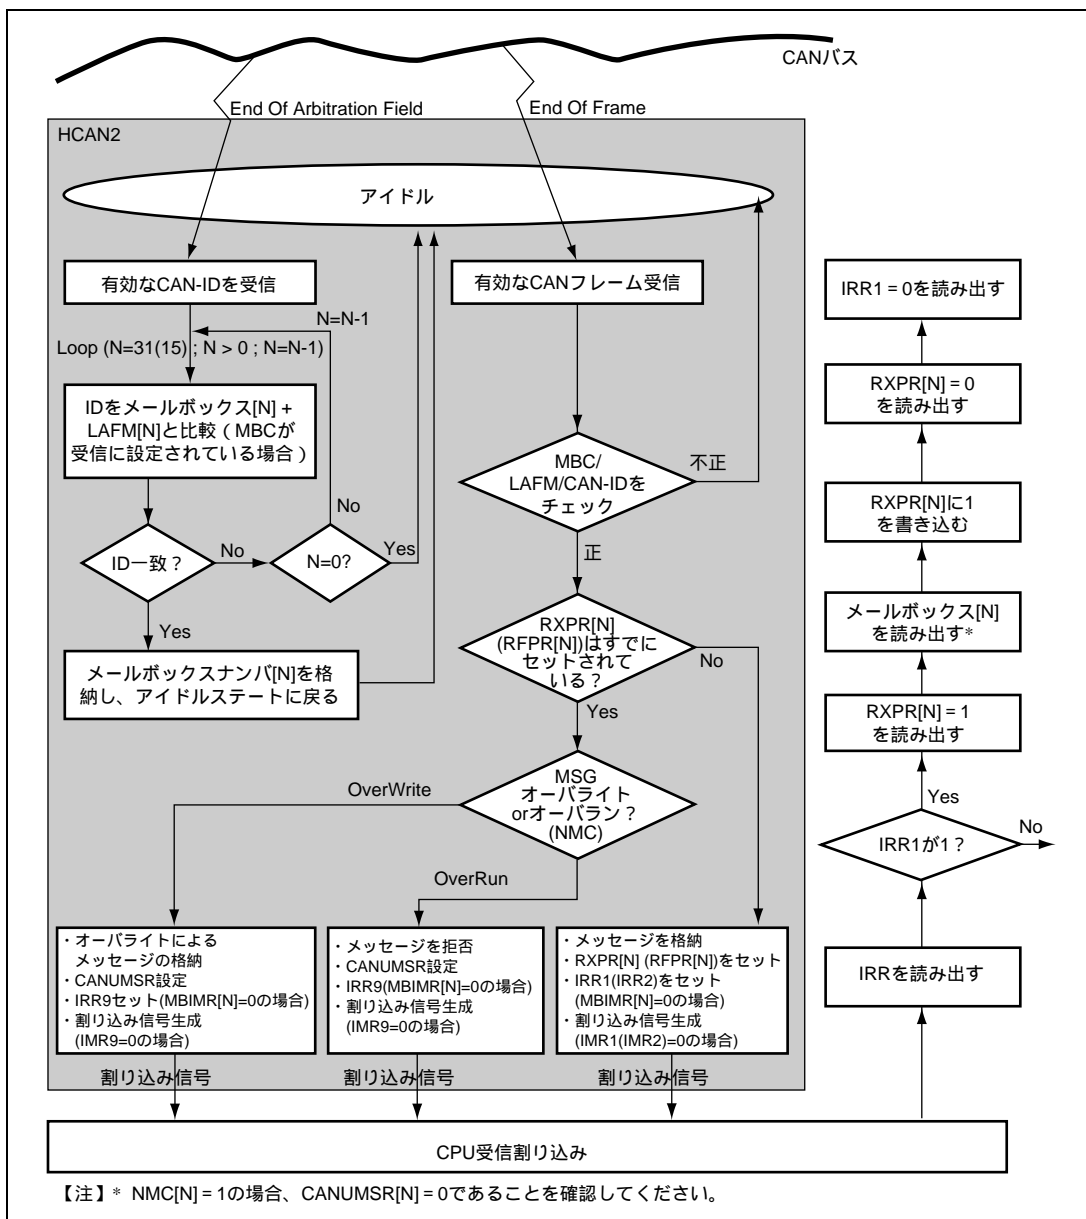 CANバス
End Of Arbitration Field
End Of Frame
HCAN2
アイドル
有効なCAN-IDを受信
N=N-1
Loop (N=31(15) ; N > 0 ; N=N-1)
IDをメールボックス[N] +
LAFM[N]と比較（MBCが
受信に設定されている場合）
ID一致？
No
N=0?
No
Yes
Yes
メールボックスナンバ[N]を格
納し、アイドルステートに戻る
有効なCANフレーム受信
MBC/
LAFM/CAN-IDを
チェック
不正
正
RXPR[N]
(RFPR[N])はすでに
セットされて
いる？
No
Yes
MSG
オーバライト
orオーバラン？
(NMC)
OverWrite
OverRun
・オーバライトによる
メッセージの格納
・CANUMSR設定
・IRR9セット(MBIMR[N]=0の場合)
・割り込み信号生成
(IMR9=0の場合)
・メッセージを拒否
・CANUMSR設定
・IRR9(MBIMR[N]=0の場合)
・割り込み信号生成
(IMR9=0の場合)
・メッセージを格納
・RXPR[N] (RFPR[N])をセット
・IRR1(IRR2)をセット
(MBIMR[N]=0の場合)
・割り込み信号生成
(IMR1(IMR2)=0の場合)
割り込み信号
割り込み信号
割り込み信号
CPU受信割り込み
IRR1 = 0を読み出す
RXPR[N] = 0
を読み出す
RXPR[N]に1
を書き込む
メールボックス[N]
を読み出す*
RXPR[N] = 1
を読み出す
Yes
IRR1が1？
No
IRRを読み出す
【注】* NMC[N] = 1の場合、CANUMSR[N] = 0であることを確認してください。